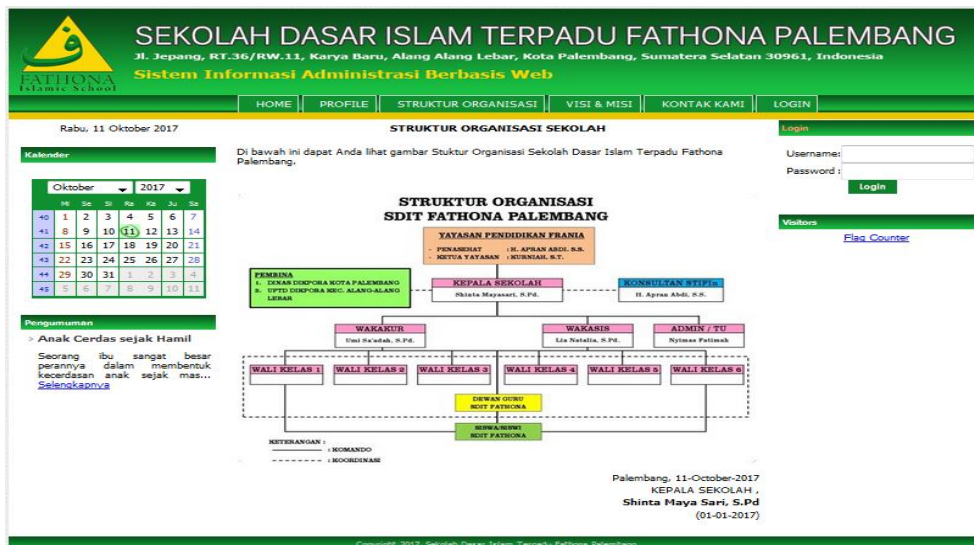 SEKOLAH DASAR ISLAM TERPADU FATHONA PALEMBANG
Jl. Jepang, RT.36/RW.11, Karya Baru, Alang Alang Lebar, Kota Palembang, Sumatera Selatan 30961, Indonesia
Sistem Informasi Administrasi Berbasis Web
FATHONA
Islamic School
HOME PROFILE STRUKTUR ORGANISASI VISI & MISI KONTAK KAMI LOGIN
Rabu, 11 Oktober 2017
Kalender
Oktober 2017
Mi Se Sl Ra Ka Ju Sa
40 1 2 3 4 5 6 7
41 8 9 10 11 12 13 14
42 15 16 17 18 19 20 21
43 22 23 24 25 26 27 28
44 29 30 31 1 2 3 4
45 5 6 7 8 9 10 11
Pengumuman
> Anak Cerdas sejak Hamil
Seorang ibu sangat besar
perannya dalam membentuk
kecerdasan anak sejak mas...
Selengkapnya
STRUKTUR ORGANISASI SEKOLAH
Di bawah ini dapat Anda lihat gambar Stuktur Organisasi Sekolah Dasar Islam Terpadu Fathona
Palembang.
STRUKTUR ORGANISASI
SDIT FATHONA PALEMBANG
YAYASAN PENDIDIKAN FRANIA
- PENASEHAT : H. APRAN ABDI, S.S.
- KETUA YAYASAN : KURNIAH, S.T.
PEMBINA
1. DINAS DIKPORA KOTA PALEMBANG
2. UPTD DIKPORA KEC. ALANG-ALANG
LEBAR
KEPALA SEKOLAH
Shinta Mayasari, S.Pd.
KONSULTAN STIFIn
H. Apran Abdi, S.S.
WAKAKUR
Umi Sa'adah, S.Pd.
WAKASIS
Lia Natalia, S.Pd.
ADMIN / TU
Nyimas Fatimah
WALI KELAS 1
WALI KELAS 2
WALI KELAS 3
WALI KELAS 4
WALI KELAS 5
WALI KELAS 6
DEWAN GURU
SDIT FATHONA
SISWA/SISWI
SDIT FATHONA
KETERANGAN :
: KOMANDO
: KOORDINASI
Palembang, 11-October-2017
KEPALA SEKOLAH ,
Shinta Maya Sari, S.Pd
(01-01-2017)
Login
Username:
Password :
Login
Visitors
Flag Counter
Copyright 2017, Sekolah Dasar Islam Terpadu Fathona Palembang